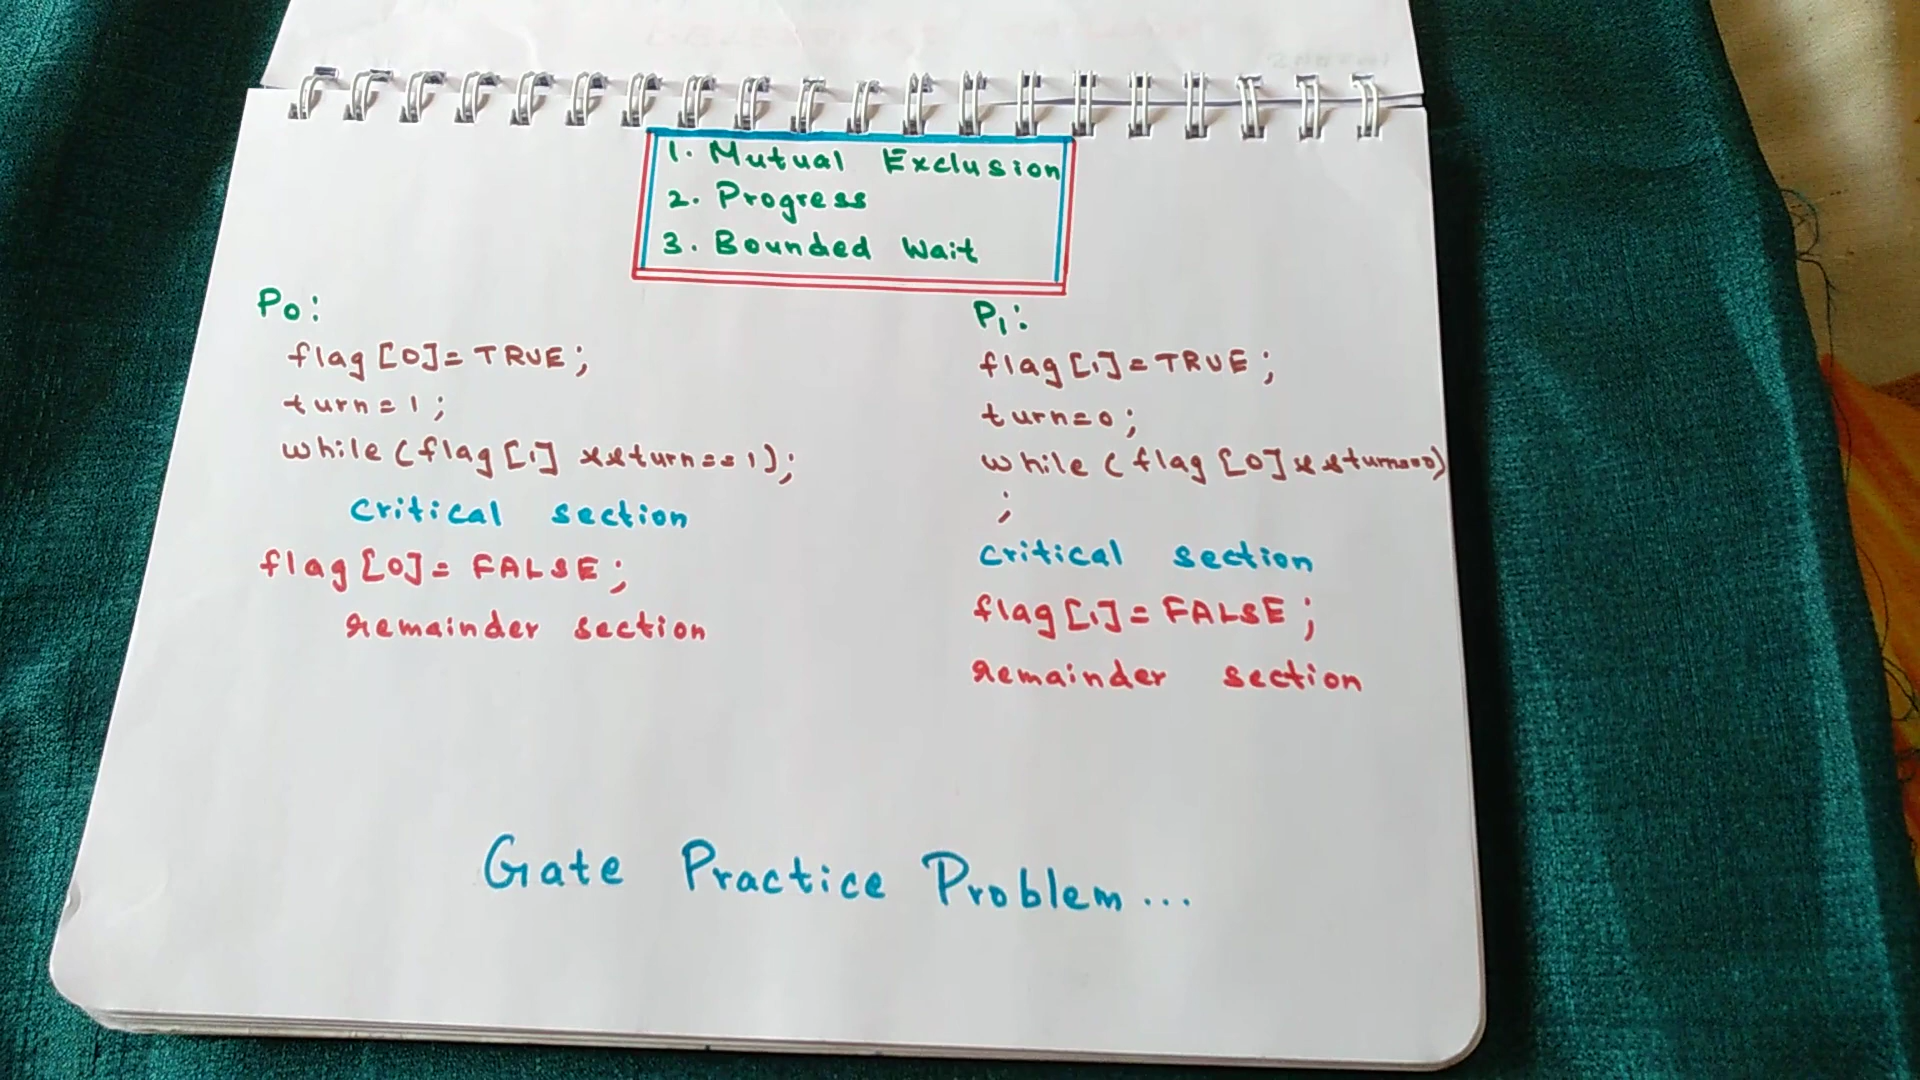 1. Mutual Exclusion
2. Progress
3. Bounded Wait
P0:
flag[0]=TRUE;
turn=1;
while(flag[1] &&turn==1);
critical section
flag[0]= FALSE;
remainder section
P1:
flag[1]=TRUE;
turn=0;
while(flag[0]&&turn==0)
;
critical section
flag[1]=FALSE;
remainder section
Gate Practice Problem...